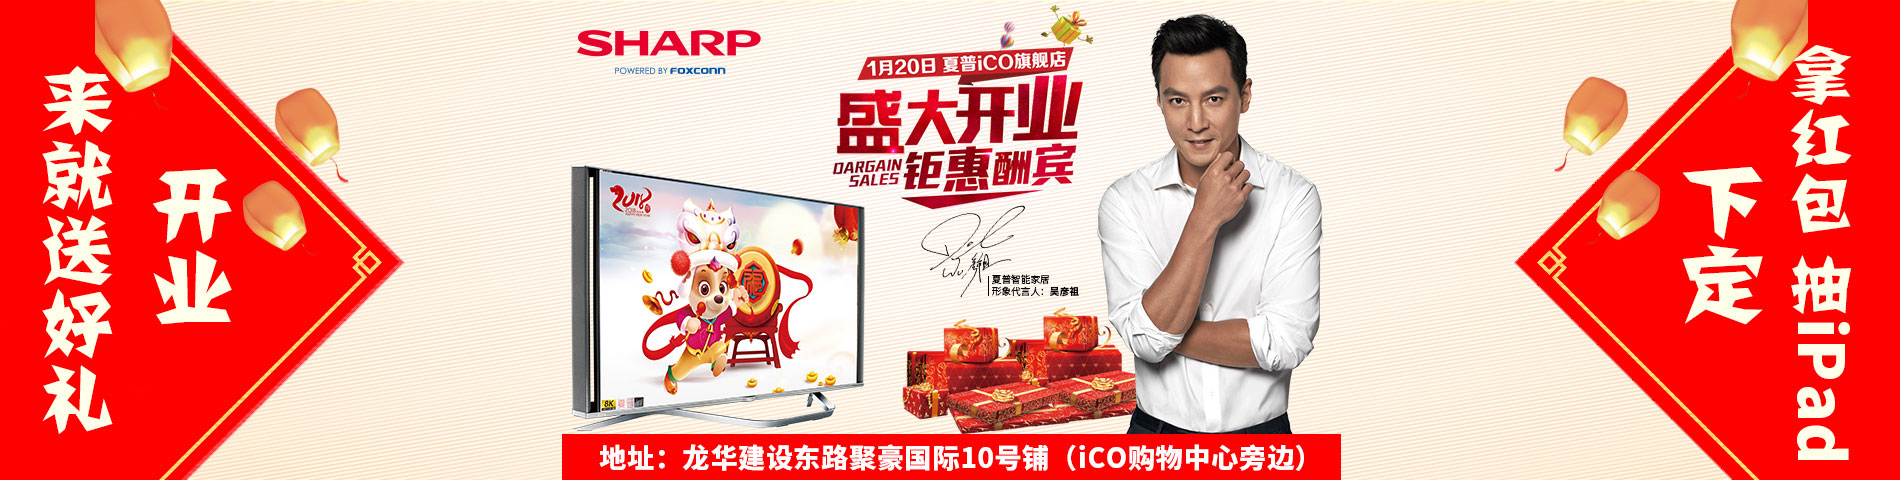 来就送好礼
开业
SHARP
POWERED BY FOXCONN
1月20日 夏普iCO旗舰店
盛大开业
DARGAIN SALES
钜惠酬宾
夏普智能家居
形象代言人：吴彦祖
2018
8K
地址：龙华建设东路聚豪国际10号铺（iCO购物中心旁边）
下定
拿红包 抽iPad